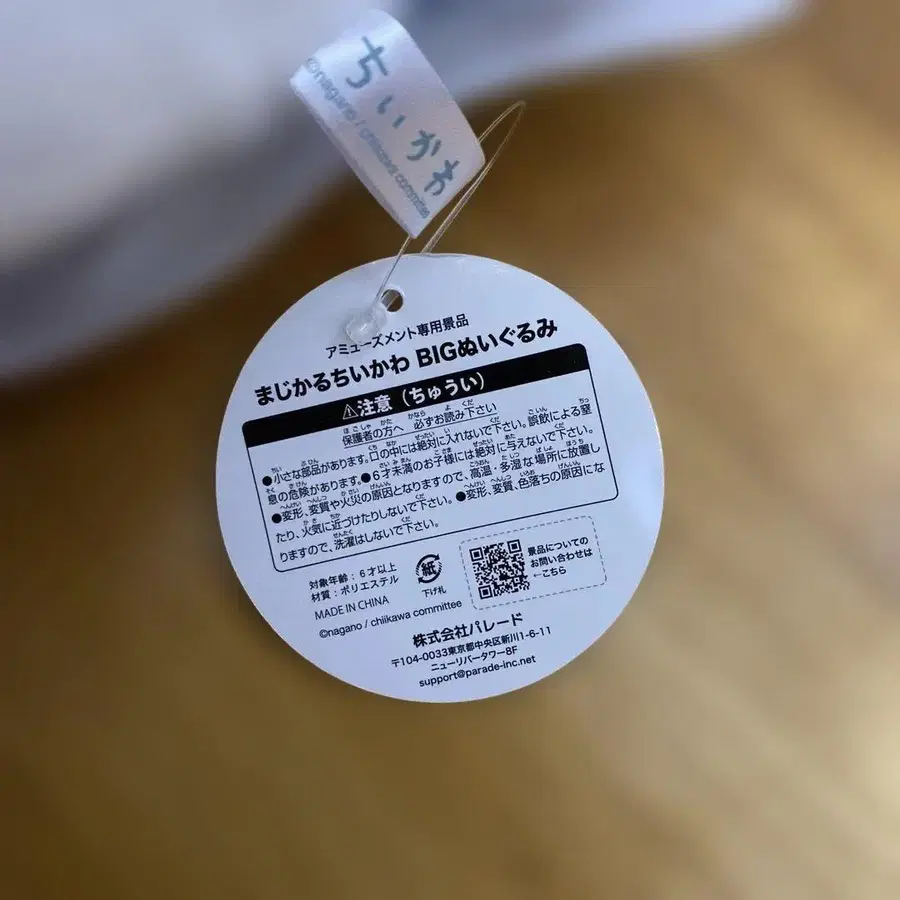 ちいかわ
©nagano / chiikawa committee
アミューズメント専用景品
まじかるちいかわ BIGぬいぐるみ
⚠注意（ちゅうい）
保護者の方へ 必ずお読み下さい
●小さな部品があります。口の中には絶対に入れないで下さい。誤飲による窒
息の危険があります。●6才未満のお子様には絶対に与えないで下さい。
●変形、変質や火災の原因となりますので、高温・多湿な場所に放置し
たり、火気に近づけたりしないで下さい。●変形、変質、色落ちの原因にな
りますので、洗濯はしないで下さい。
対象年齢：6才以上
材質：ポリエステル
MADE IN CHINA
紙
下げ札
景品についての
お問い合わせは
←こちら
©nagano / chiikawa committee
株式会社パレード
〒104-0033東京都中央区新川1-6-11
ニューリバータワー8F
support@parade-inc.net